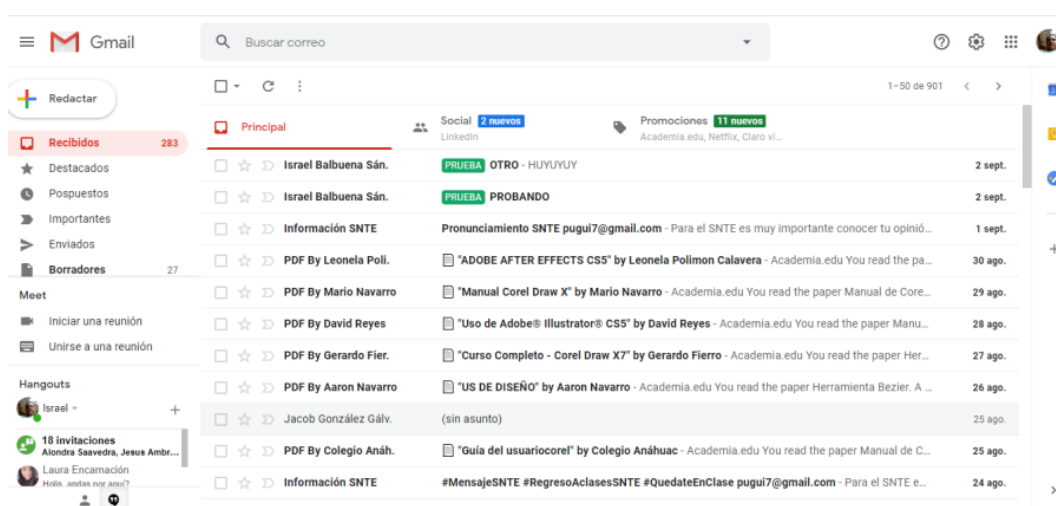 Gmail
Buscar correo
Redactar
1–50 de 901
Principal
Social 2 nuevos
LinkedIn
Promociones 11 nuevos
Academia.edu, Netflix, Claro vi...
Recibidos 283
Destacados
Pospuestos
Importantes
Enviados
Borradores 27
Meet
Iniciar una reunión
Unirse a una reunión
Hangouts
Israel
18 invitaciones
Alondra Saavedra, Jesus Ambr...
Laura Encarnación
Holis, andas por aquí?
Israel Balbuena Sán. PRUEBA OTRO - HUYUYUY 2 sept.
Israel Balbuena Sán. PRUEBA PROBANDO 2 sept.
Información SNTE Pronunciamiento SNTE pugui7@gmail.com - Para el SNTE es muy importante conocer tu opinió... 1 sept.
PDF By Leonela Poli. "ADOBE AFTER EFFECTS CS5" by Leonela Polimon Calavera - Academia.edu You read the pa... 30 ago.
PDF By Mario Navarro "Manual Corel Draw X" by Mario Navarro - Academia.edu You read the paper Manual de Core... 29 ago.
PDF By David Reyes "Uso de Adobe® Illustrator® CS5" by David Reyes - Academia.edu You read the paper Manu... 28 ago.
PDF By Gerardo Fier. "Curso Completo - Corel Draw X7" by Gerardo Fierro - Academia.edu You read the paper Her... 27 ago.
PDF By Aaron Navarro "US DE DISEÑO" by Aaron Navarro - Academia.edu You read the paper Herramienta Bezier. A ... 26 ago.
Jacob González Gálv. (sin asunto) 25 ago.
PDF By Colegio Anáh. "Guía del usuariocorel" by Colegio Anáhuac - Academia.edu You read the paper Manual de C... 25 ago.
Información SNTE #MensajeSNTE #RegresoAclasesSNTE #QuedateEnClase pugui7@gmail.com - Para el SNTE e... 24 ago.